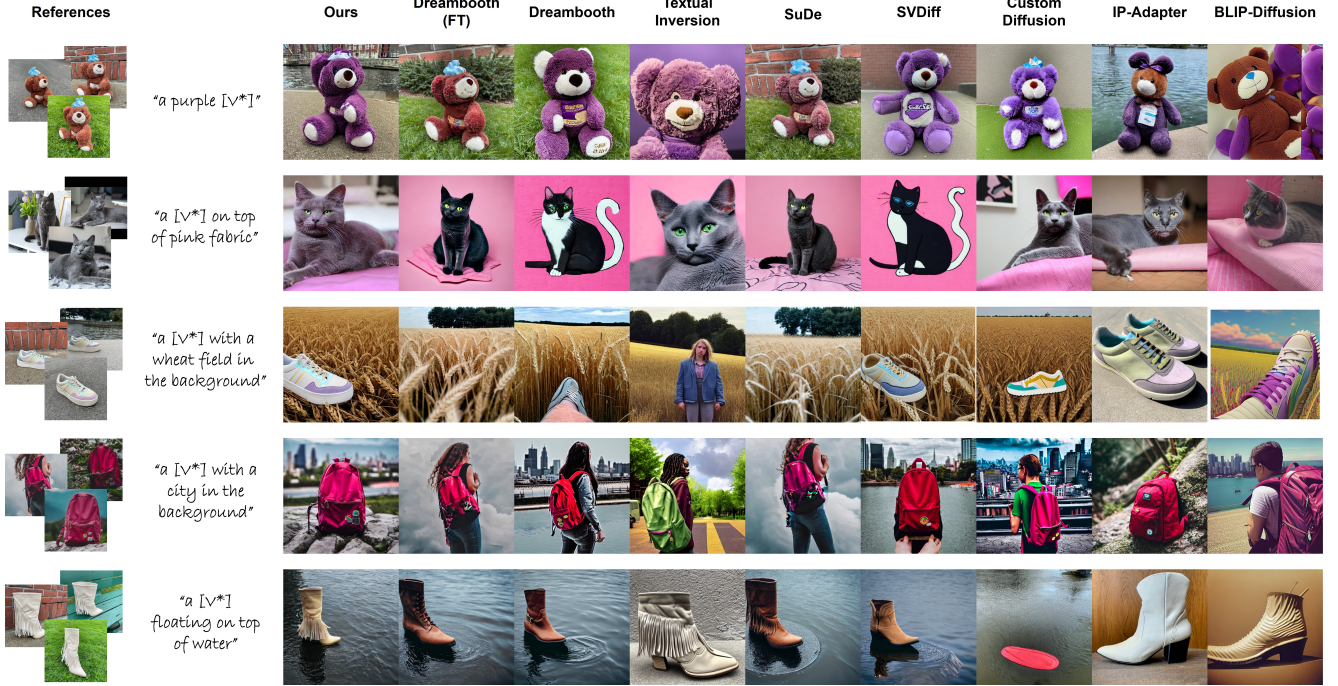 References
Ours
Dreambooth
(FT)
Dreambooth
Textual
Inversion
SuDe
SVDiff
Custom
Diffusion
IP-Adapter
BLIP-Diffusion
“a purple [V*]”
“a [V*] on top
of pink fabric”
“a [V*] with a
wheat field in
the background”
“a [V*] with a
city in the
background”
“a [V*]
floating on top
of water”